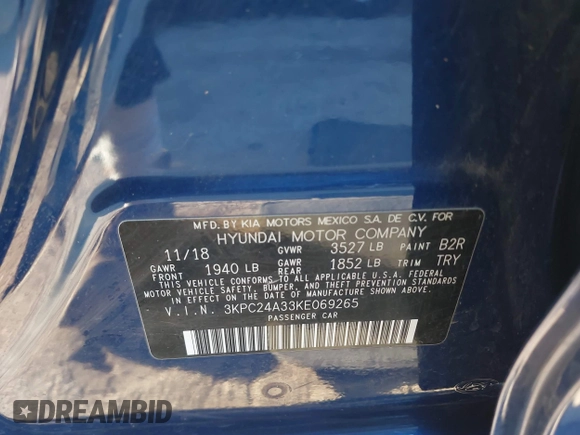 MFD. BY KIA MOTORS MEXICO S.A. DE C.V. FOR
HYUNDAI MOTOR COMPANY
11/18 GVWR 3527 LB PAINT B2R
GAWR FRONT 1940 LB GAWR REAR 1852 LB TRIM TRY
THIS VEHICLE CONFORMS TO ALL APPLICABLE U.S.A. FEDERAL
MOTOR VEHICLE SAFETY, BUMPER, AND THEFT PREVENTION
STANDARDS IN EFFECT ON THE DATE OF MANUFACTURE SHOWN ABOVE.
V.I.N. 3KPC24A33KE069265
PASSENGER CAR
DREAMBID